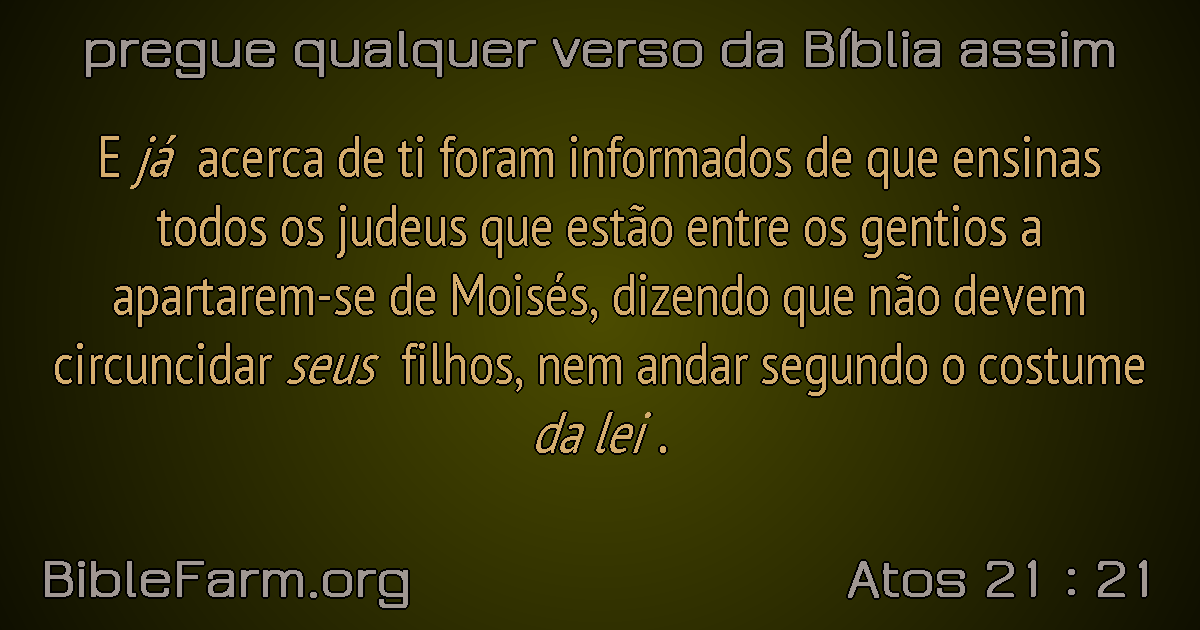 pregue qualquer verso da Bíblia assim
E já acerca de ti foram informados de que ensinas
todos os judeus que estão entre os gentios a
apartarem-se de Moisés, dizendo que não devem
circuncidar seus filhos, nem andar segundo o costume
da lei .
BibleFarm.org
Atos 21 : 21